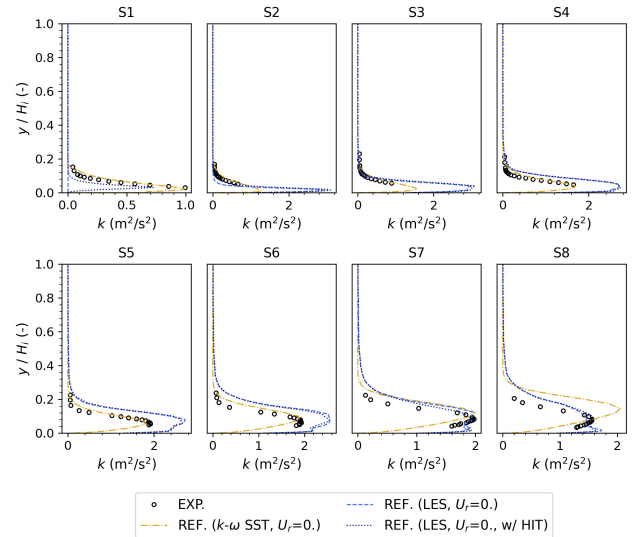 S1 S2 S3 S4
1.0
0.8
0.6
0.4
0.2
0.0
y / H_i (-)
0.0 0.5 1.0 0 2 0 2 0 2
k (m²/s²) k (m²/s²) k (m²/s²) k (m²/s²)
S5 S6 S7 S8
1.0
0.8
0.6
0.4
0.2
0.0
y / H_i (-)
0 1 2 0 1 2 0 1 2 0 1 2
k (m²/s²) k (m²/s²) k (m²/s²) k (m²/s²)
EXP. REF. (LES, U_r=0.)
REF. (k-ω SST, U_r=0.) REF. (LES, U_r=0., w/ HIT)